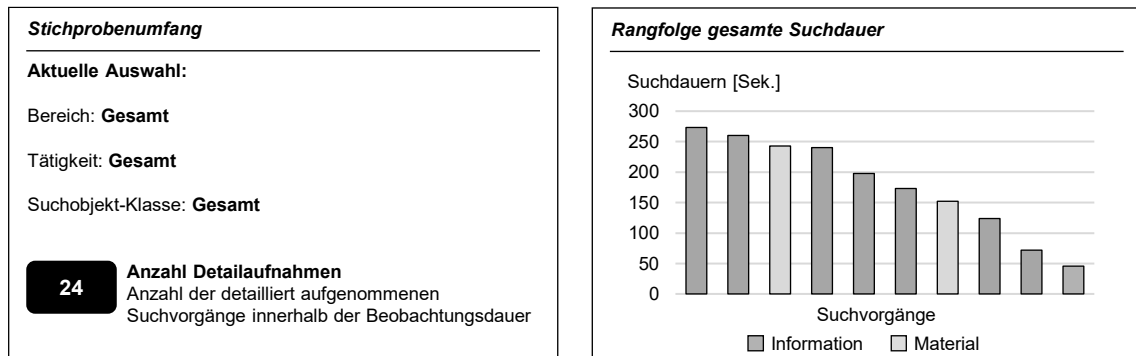 Stichprobenumfang
Aktuelle Auswahl:
Bereich: Gesamt
Tätigkeit: Gesamt
Suchobjekt-Klasse: Gesamt
24
Anzahl Detailaufnahmen
Anzahl der detailliert aufgenommenen
Suchvorgänge innerhalb der Beobachtungsdauer
Rangfolge gesamte Suchdauer
Suchdauern [Sek.]
300
250
200
150
100
50
0
Suchvorgänge
Information Material